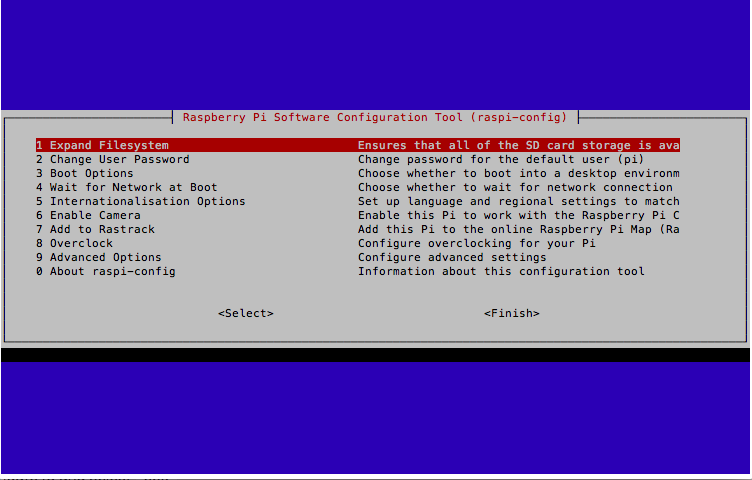 Raspberry Pi Software Configuration Tool (raspi-config)
1 Expand Filesystem Ensures that all of the SD card storage is ava
2 Change User Password Change password for the default user (pi)
3 Boot Options Choose whether to boot into a desktop environm
4 Wait for Network at Boot Choose whether to wait for network connection
5 Internationalisation Options Set up language and regional settings to match
6 Enable Camera Enable this Pi to work with the Raspberry Pi C
7 Add to Rastrack Add this Pi to the online Raspberry Pi Map (Ra
8 Overclock Configure overclocking for your Pi
9 Advanced Options Configure advanced settings
0 About raspi-config Information about this configuration tool
<Select> <Finish>